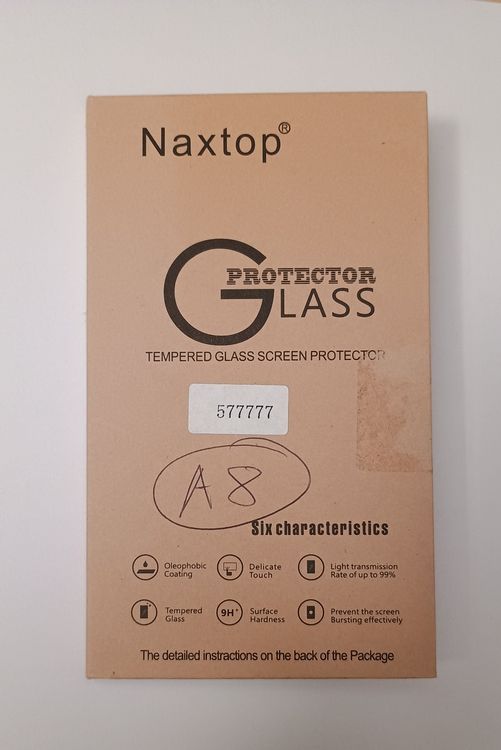 Naxtop®
PROTECTOR
GLASS
TEMPERED GLASS SCREEN PROTECTOR
577777
A8
Six characteristics
Oleophobic
Coating
Delicate
Touch
Light transmission
Rate of up to 99%
Tempered
Glass
9H+
Surface
Hardness
Prevent the screen
Bursting effectively
The detailed instractions on the back of the Package